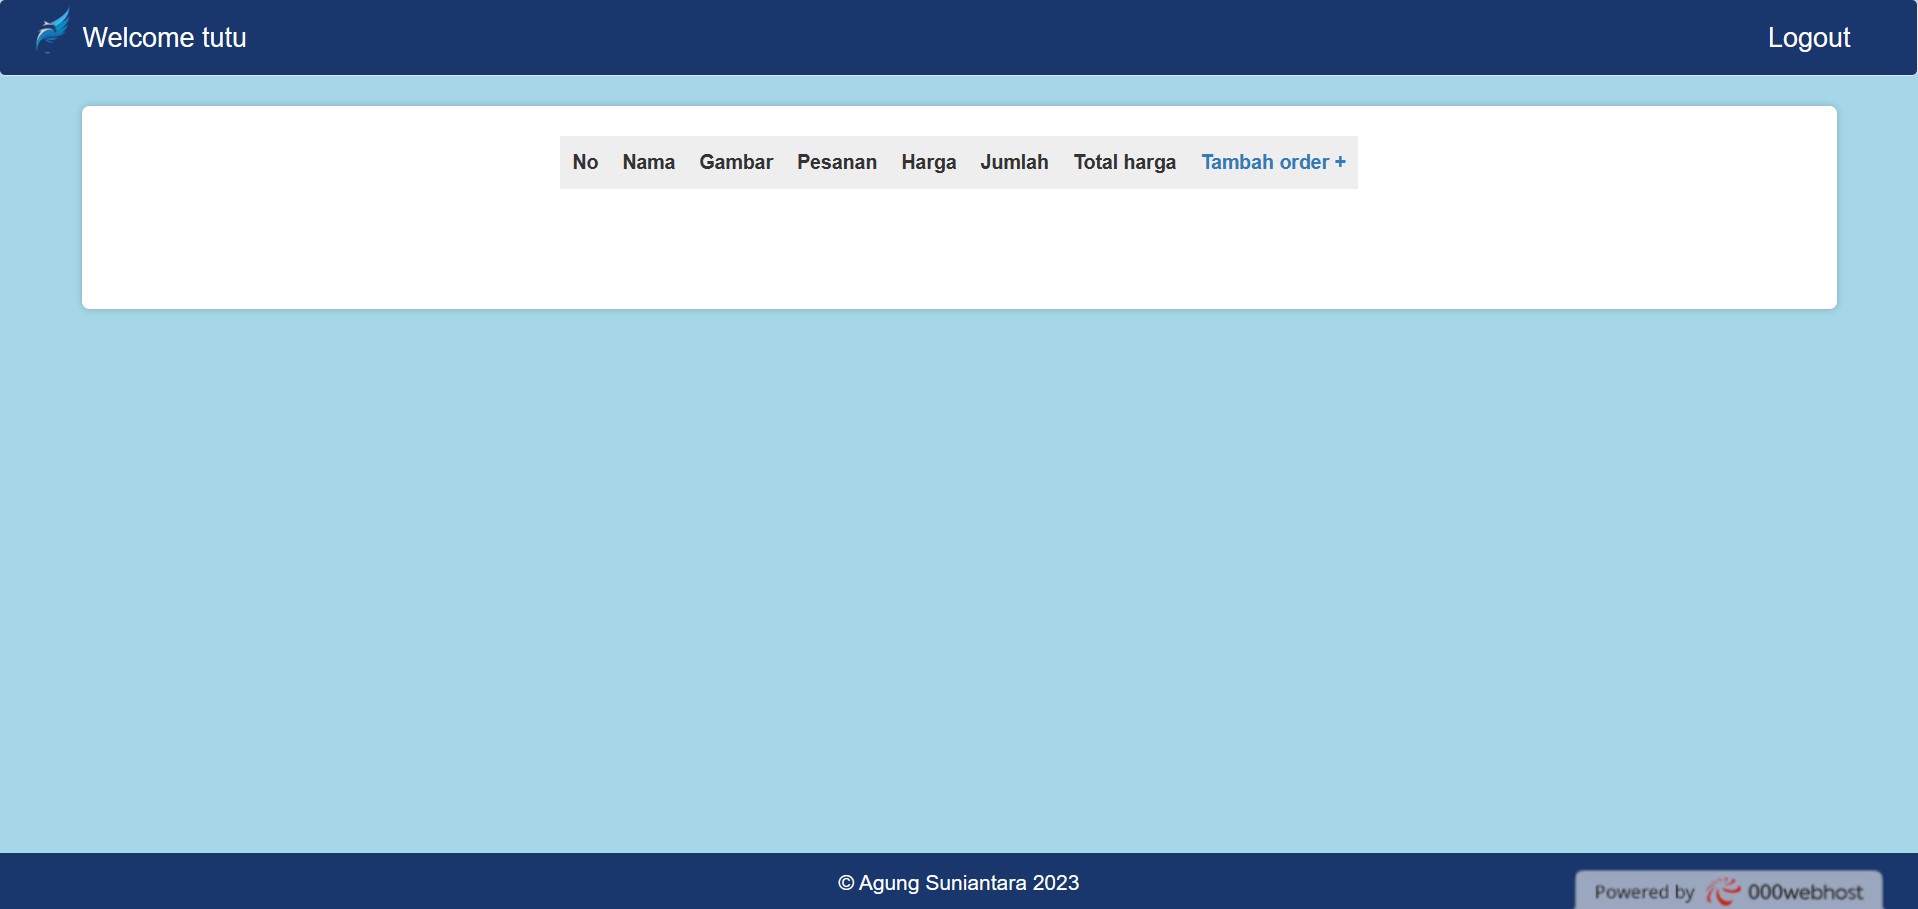 Welcome tutu
Logout
No Nama Gambar Pesanan Harga Jumlah Total harga Tambah order +
© Agung Suniantara 2023
Powered by 000webhost